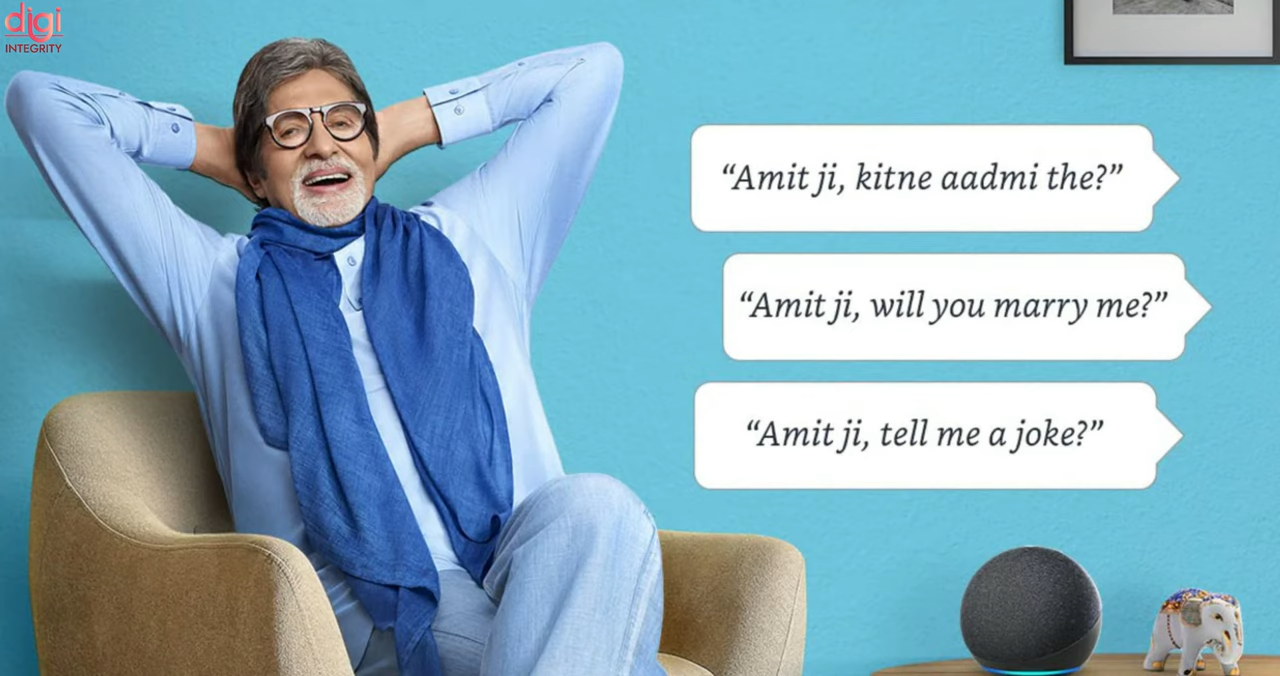 digi
INTEGRITY
“Amit ji, kitne aadmi the?”
“Amit ji, will you marry me?”
“Amit ji, tell me a joke?”